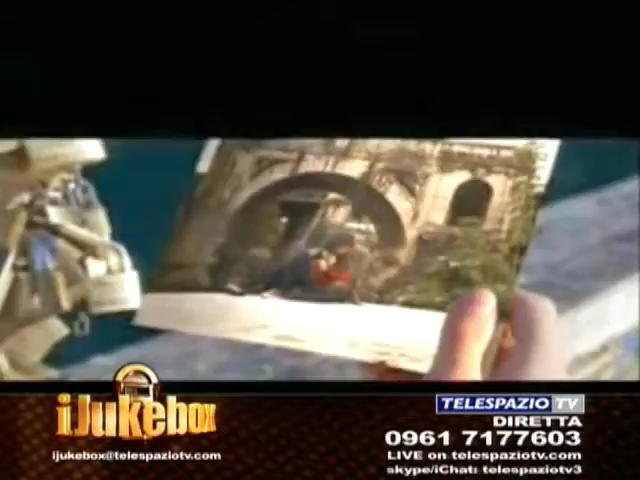 iJukebox
ijukebox@telespaziotv.com
TELESPAZIO TV
DIRETTA
0961 7177603
LIVE on telespaziotv.com
skype/iChat: telespaziotv3